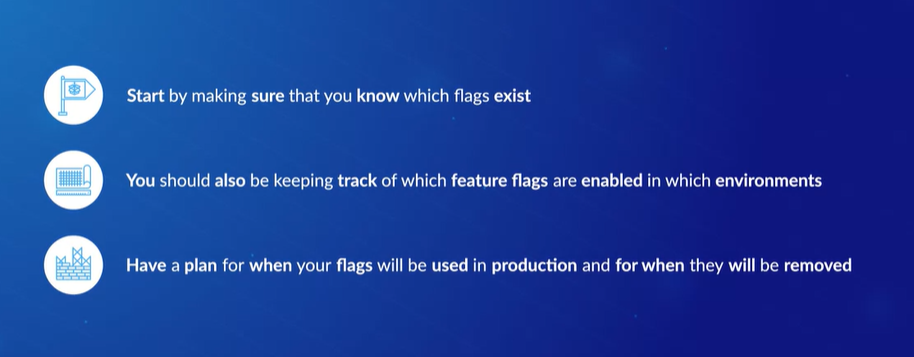 Start by making sure that you know which flags exist
You should also be keeping track of which feature flags are enabled in which environments
Have a plan for when your flags will be used in production and for when they will be removed